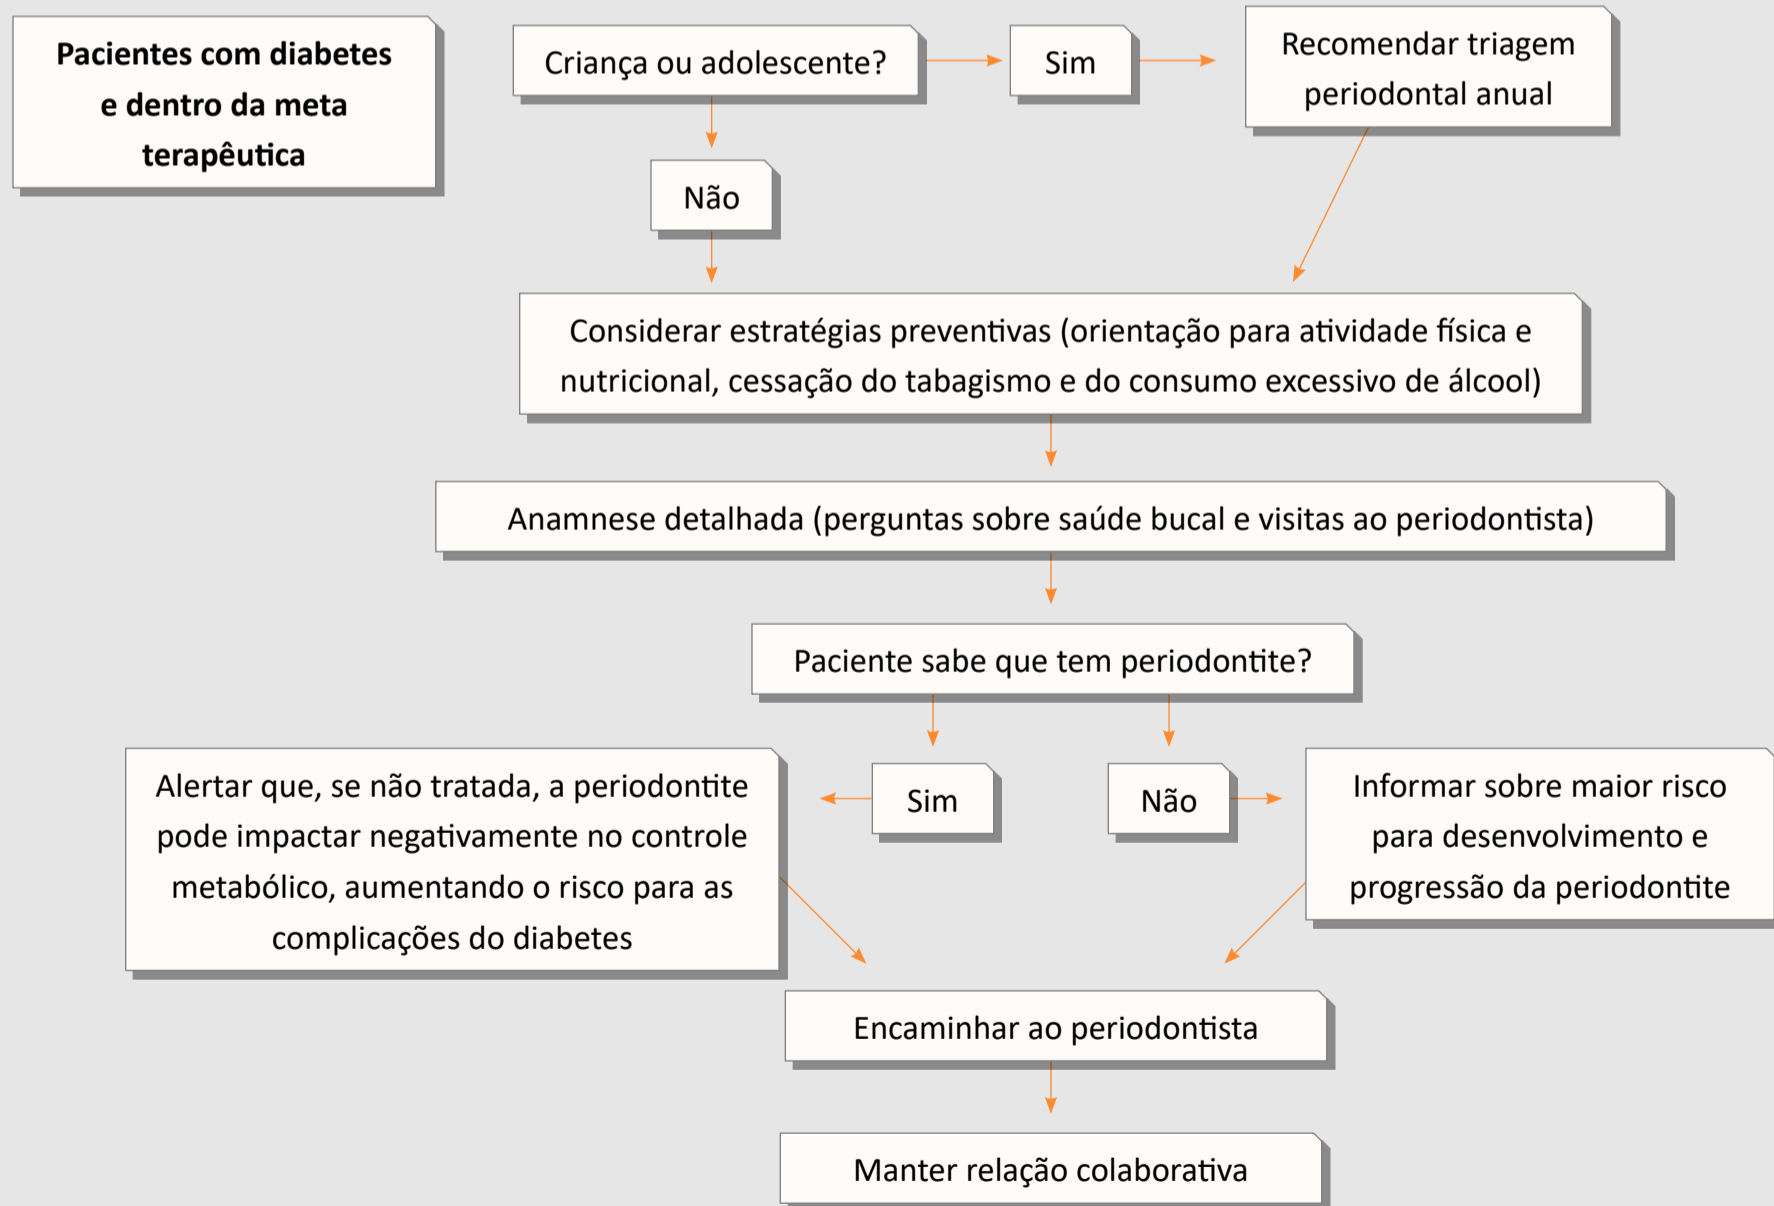 Pacientes com diabetes
e dentro da meta
terapêutica
Criança ou adolescente?
Sim
Recomendar triagem
periodontal anual
Não
Considerar estratégias preventivas (orientação para atividade física e
nutricional, cessação do tabagismo e do consumo excessivo de álcool)
Anamnese detalhada (perguntas sobre saúde bucal e visitas ao periodontista)
Paciente sabe que tem periodontite?
Sim
Não
Alertar que, se não tratada, a periodontite
pode impactar negativamente no controle
metabólico, aumentando o risco para as
complicações do diabetes
Informar sobre maior risco
para desenvolvimento e
progressão da periodontite
Encaminhar ao periodontista
Manter relação colaborativa